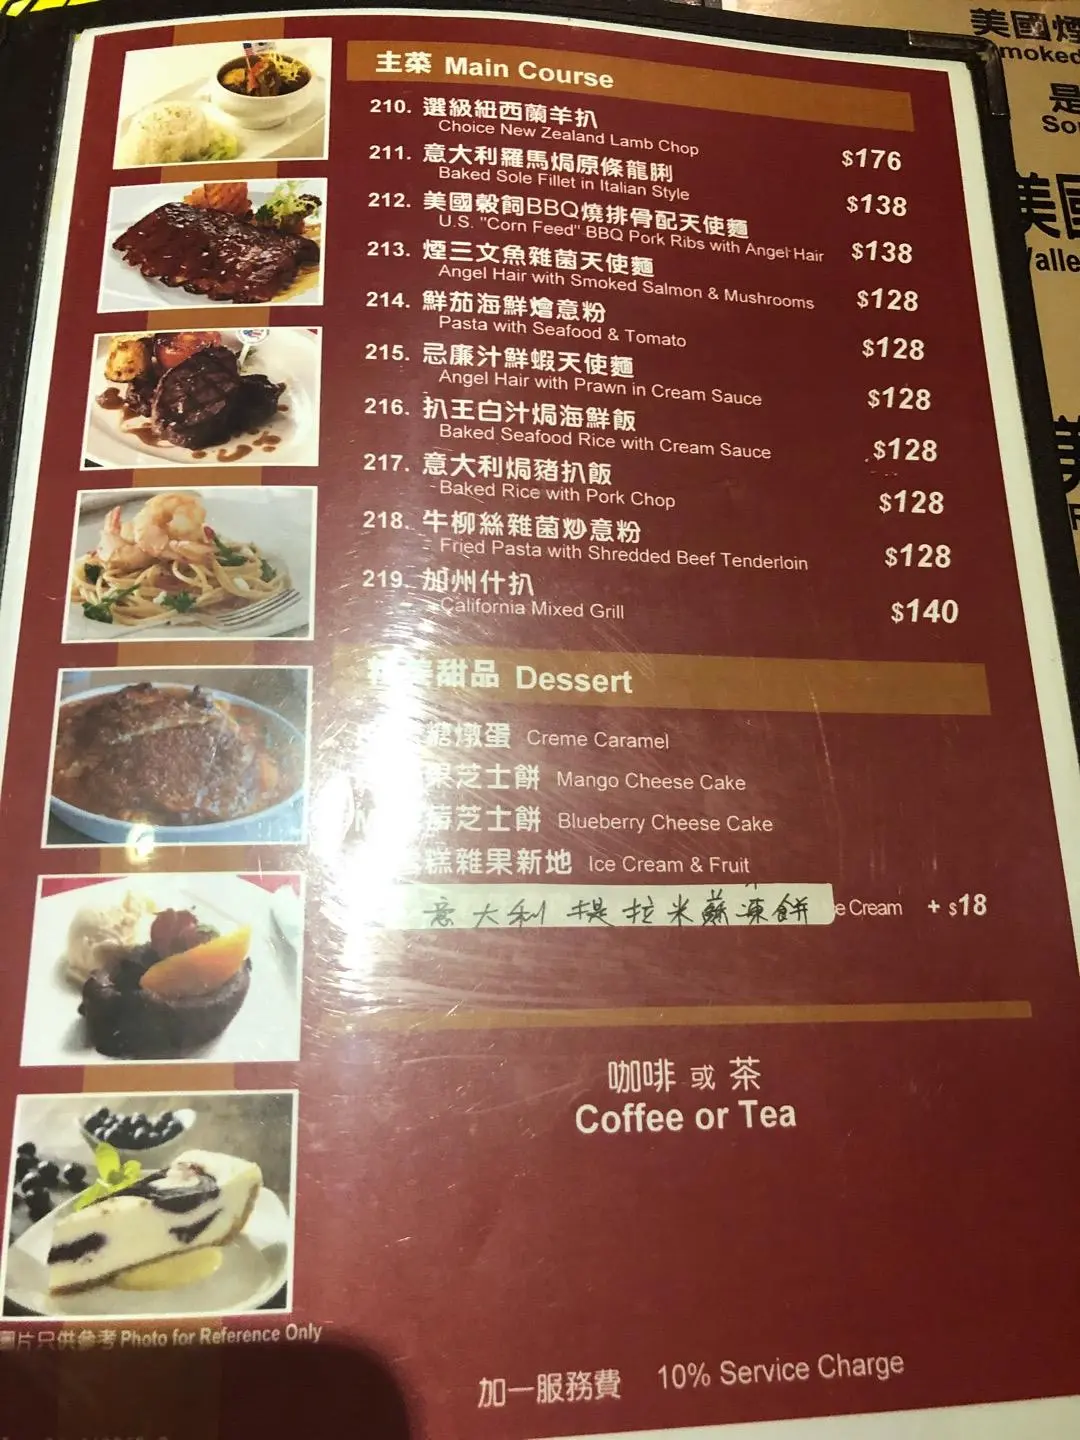 主菜 Main Course
210. 選級紐西蘭羊扒
Choice New Zealand Lamb Chop
$176
211. 意大利羅馬焗原條龍脷
Baked Sole Fillet in Italian Style
$138
212. 美國穀飼BBQ燒排骨配天使麵
U.S. "Corn Feed" BBQ Pork Ribs with Angel Hair
$138
213. 煙三文魚雜菌天使麵
Angel Hair with Smoked Salmon & Mushrooms
$128
214. 鮮茄海鮮燴意粉
Pasta with Seafood & Tomato
$128
215. 忌廉汁鮮蝦天使麵
Angel Hair with Prawn in Cream Sauce
$128
216. 扒王白汁焗海鮮飯
Baked Seafood Rice with Cream Sauce
$128
217. 意大利焗豬扒飯
Baked Rice with Pork Chop
$128
218. 牛柳絲雜菌炒意粉
Fried Pasta with Shredded Beef Tenderloin
$128
219. 加州什扒
California Mixed Grill
$140
美甜品 Dessert
糖燉蛋 Creme Caramel
果芝士餅 Mango Cheese Cake
莓芝士餅 Blueberry Cheese Cake
糕雜果新地 Ice Cream & Fruit
意大利提拉米蘇凍餅 e Cream + $18
咖啡 或 茶
Coffee or Tea
圖片只供參考 Photo for Reference Only
加一服務費 10% Service Charge
美國煙
moked
是
So
美國
alle